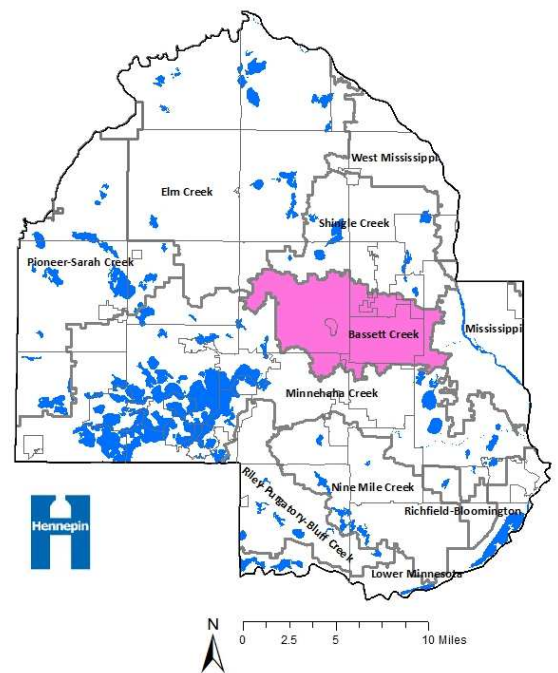 West Mississippi
Elm Creek
Shingle Creek
Pioneer-Sarah Creek
Mississippi
Bassett Creek
Minnehaha Creek
Nine Mile Creek
Riley-Purgatory-Bluff Creek
Richfield-Bloomington
Lower Minnesota
Hennepin
N
0 2.5 5 10 Miles